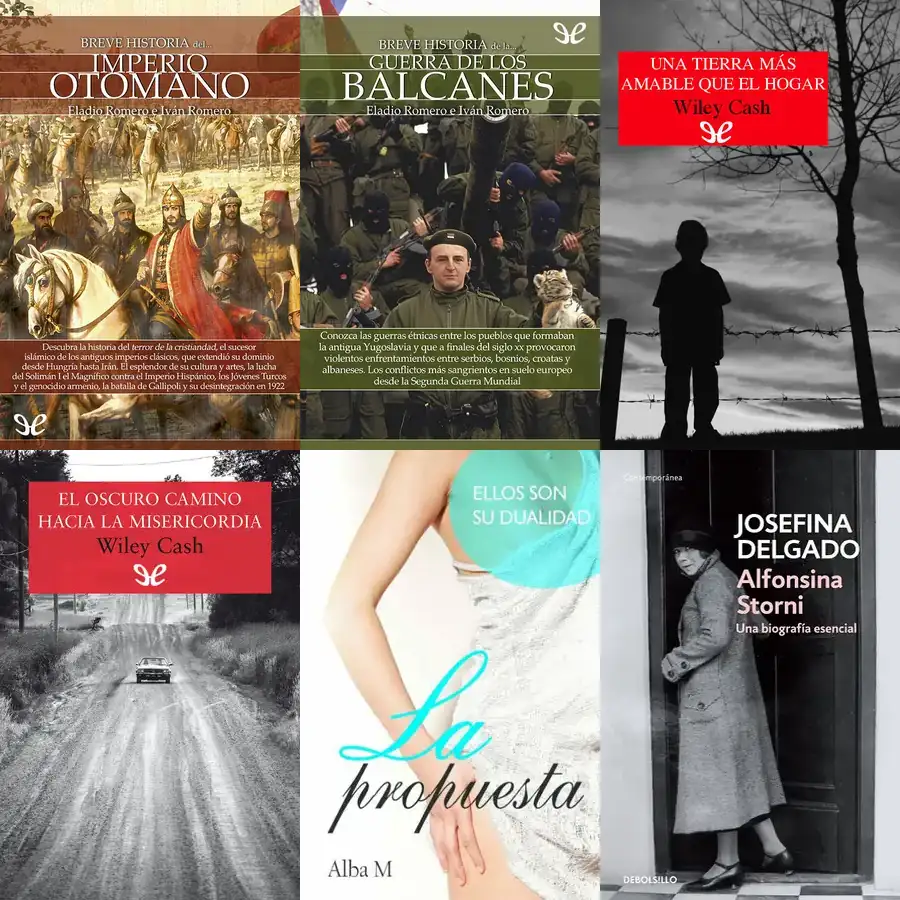 BREVE HISTORIA del...
IMPERIO
OTOMANO
Eladio Romero e Iván Romero
Descubra la historia del terror de la cristiandad, el sucesor
islámico de los antiguos imperios clásicos, que extendió su dominio
desde Hungría hasta Irán. El esplendor de su cultura y artes, la lucha
del Solimán I el Magnífico contra el Imperio Hispánico, los Jóvenes Turcos
y el genocidio armenio, la batalla de Gallipoli y su desintegración en 1922
BREVE HISTORIA de la...
GUERRA DE LOS
BALCANES
Eladio Romero e Iván Romero
Conozca las guerras étnicas entre los pueblos que formaban
la antigua Yugoslavia y que a finales del siglo XX provocaron
violentos enfrentamientos entre serbios, bosnios, croatas y
albaneses. Los conflictos más sangrientos en suelo europeo
desde la Segunda Guerra Mundial
UNA TIERRA MÁS
AMABLE QUE EL HOGAR
Wiley Cash
EL OSCURO CAMINO
HACIA LA MISERICORDIA
Wiley Cash
ELLOS SON
SU DUALIDAD
La
propuesta
Alba M
Contemporánea
JOSEFINA
DELGADO
Alfonsina
Storni
Una biografía esencial
DEBOLSILLO